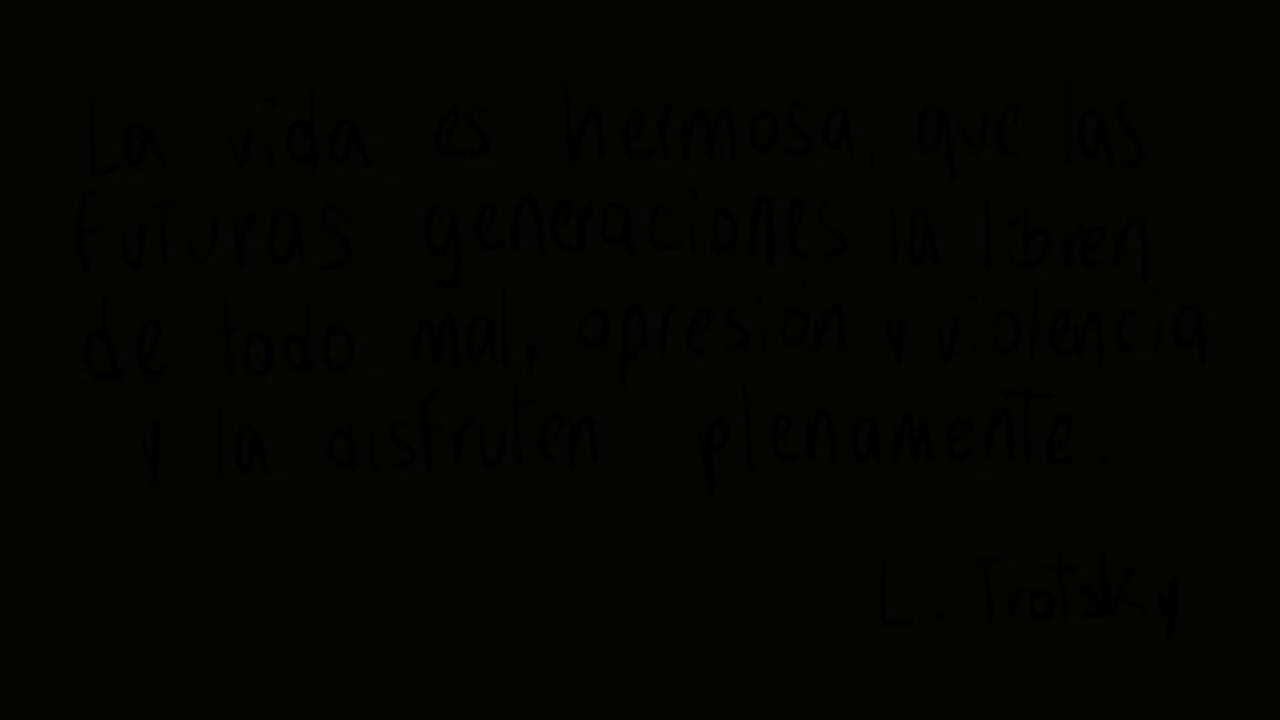 La vida es hermosa, que las
futuras generaciones la libren
de todo mal, opresión y violencia
y la disfruten plenamente.
L. Trotsky